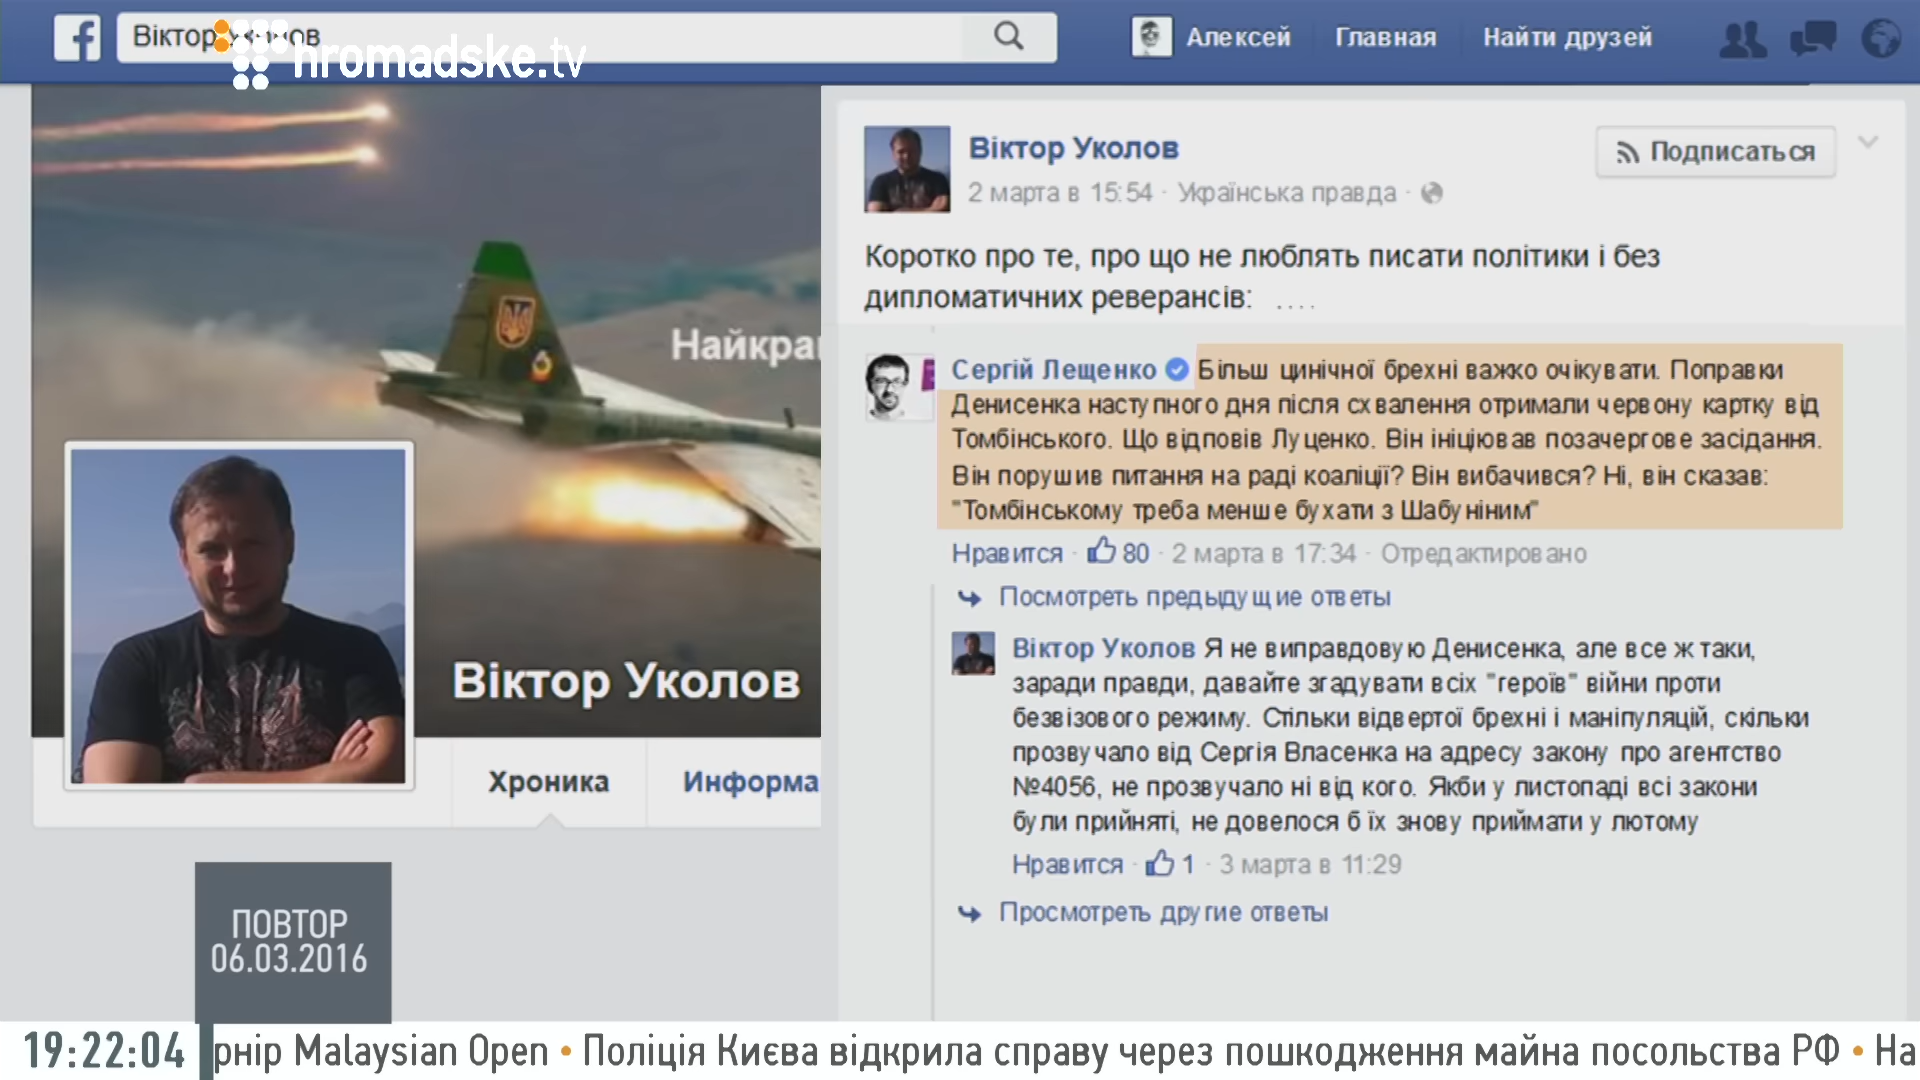 Віктор Уколов
hromadske.tv
Алексей
Главная
Найти друзей
Віктор Уколов
2 марта в 15:54 · Українська правда ·
Подписаться
Коротко про те, про що не люблять писати політики і без
дипломатичних реверансів: ....
Найкра
Сергій Лещенко Більш цинічної брехні важко очікувати. Поправки
Денисенка наступного дня після схвалення отримали червону картку від
Томбінського. Що відповів Луценко. Він ініціював позачергове засідання.
Він порушив питання на раді коаліції? Він вибачився? Ні, він сказав:
"Томбінському треба менше бухати з Шабуніним"
Нравится · 80 · 2 марта в 17:34 · Отредактировано
Посмотреть предыдущие ответы
Віктор Уколов Я не виправдовую Денисенка, але все ж таки,
заради правди, давайте згадувати всіх "героїв" війни проти
безвізового режиму. Стільки відвертої брехні і маніпуляцій, скільки
прозвучало від Сергія Власенка на адресу закону про агентство
№4056, не прозвучало ні від кого. Якби у листопаді всі закони
були прийняті, не довелося б їх знову приймати у лютому
Нравится · 1 · 3 марта в 11:29
Просмотреть другие ответы
Віктор Уколов
Хроника
Информа
ПОВТОР
06.03.2016
19:22:04
рнір Malaysian Open • Поліція Києва відкрила справу через пошкодження майна посольства РФ • На